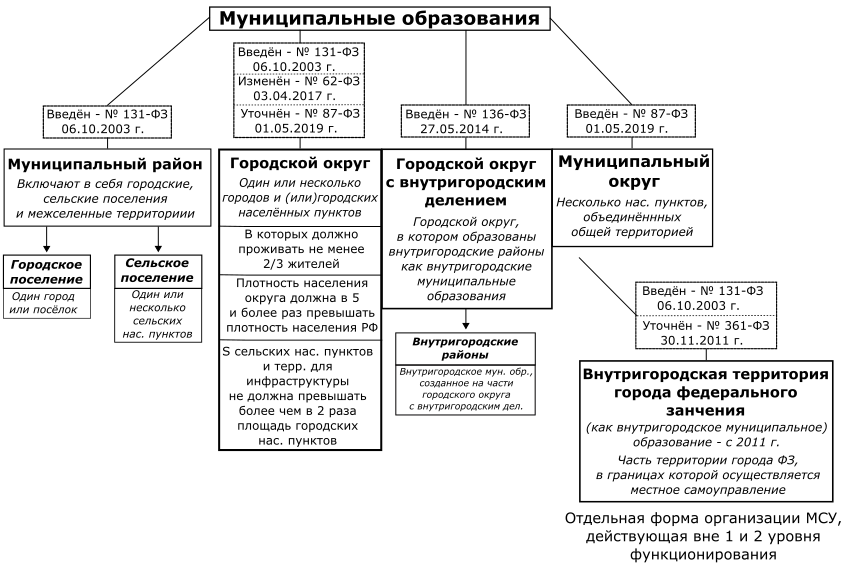 Муниципальные образования
Введён - № 131-ФЗ
06.10.2003 г.
Муниципальный район
Включают в себя городские,
сельские поселения
и межселенные территориии
Городское
поселение
Один город
или посёлок
Сельское
поселение
Один или
несколько
сельских
нас. пунктов
Введён - № 131-ФЗ
06.10.2003 г.
Изменён - № 62-ФЗ
03.04.2017 г.
Уточнён - № 87-ФЗ
01.05.2019 г.
Городской округ
Один или несколько
городов и (или)городских
населённых пунктов
В которых должно
проживать не менее
2/3 жителей
Плотность населения
округа должна в 5
и более раз превышать
плотность населения РФ
S сельских нас. пунктов
и терр. для
инфраструктуры
не должна превышать
более чем в 2 раза
площадь городских
нас. пунктов
Введён - № 136-ФЗ
27.05.2014 г.
Городской округ
с внутригородским
делением
Городской округ,
в котором образованы
внутригородские районы
как внутригородские
муниципальные
образования
Внутригородские
районы
Внутригородское мун. обр.,
созданное на части
городского округа
с внутригородским дел.
Введён - № 87-ФЗ
01.05.2019 г.
Муниципальный
округ
Несколько нас. пунктов,
объединённных
общей территорией
Введён - № 131-ФЗ
06.10.2003 г.
Уточнён - № 361-ФЗ
30.11.2011 г.
Внутригородская территория
города федерального
занчения
(как внутригородское муниципальное)
образование - с 2011 г.
Часть территории города ФЗ,
в границах которой осуществляется
местное самоуправление
Отдельная форма организации МСУ,
действующая вне 1 и 2 уровня
функционирования